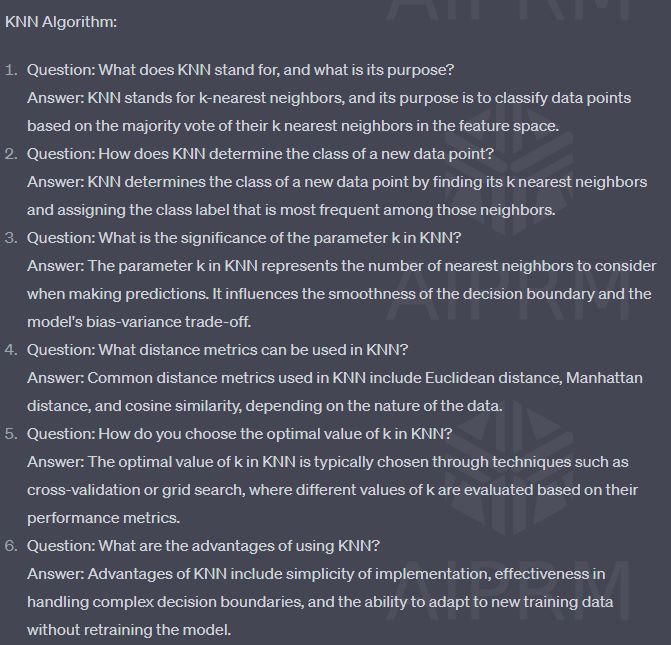 KNN Algorithm:
1. Question: What does KNN stand for, and what is its purpose?
Answer: KNN stands for k-nearest neighbors, and its purpose is to classify data points
based on the majority vote of their k nearest neighbors in the feature space.
2. Question: How does KNN determine the class of a new data point?
Answer: KNN determines the class of a new data point by finding its k nearest neighbors
and assigning the class label that is most frequent among those neighbors.
3. Question: What is the significance of the parameter k in KNN?
Answer: The parameter k in KNN represents the number of nearest neighbors to consider
when making predictions. It influences the smoothness of the decision boundary and the
model's bias-variance trade-off.
4. Question: What distance metrics can be used in KNN?
Answer: Common distance metrics used in KNN include Euclidean distance, Manhattan
distance, and cosine similarity, depending on the nature of the data.
5. Question: How do you choose the optimal value of k in KNN?
Answer: The optimal value of k in KNN is typically chosen through techniques such as
cross-validation or grid search, where different values of k are evaluated based on their
performance metrics.
6. Question: What are the advantages of using KNN?
Answer: Advantages of KNN include simplicity of implementation, effectiveness in
handling complex decision boundaries, and the ability to adapt to new training data
without retraining the model.
AIPRM
AIPRM
AIPRM